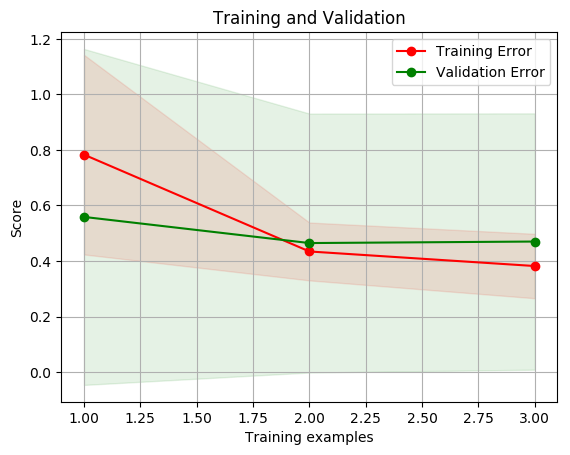 Training and Validation
Training Error
Validation Error
Score
1.2
1.0
0.8
0.6
0.4
0.2
0.0
1.00 1.25 1.50 1.75 2.00 2.25 2.50 2.75 3.00
Training examples